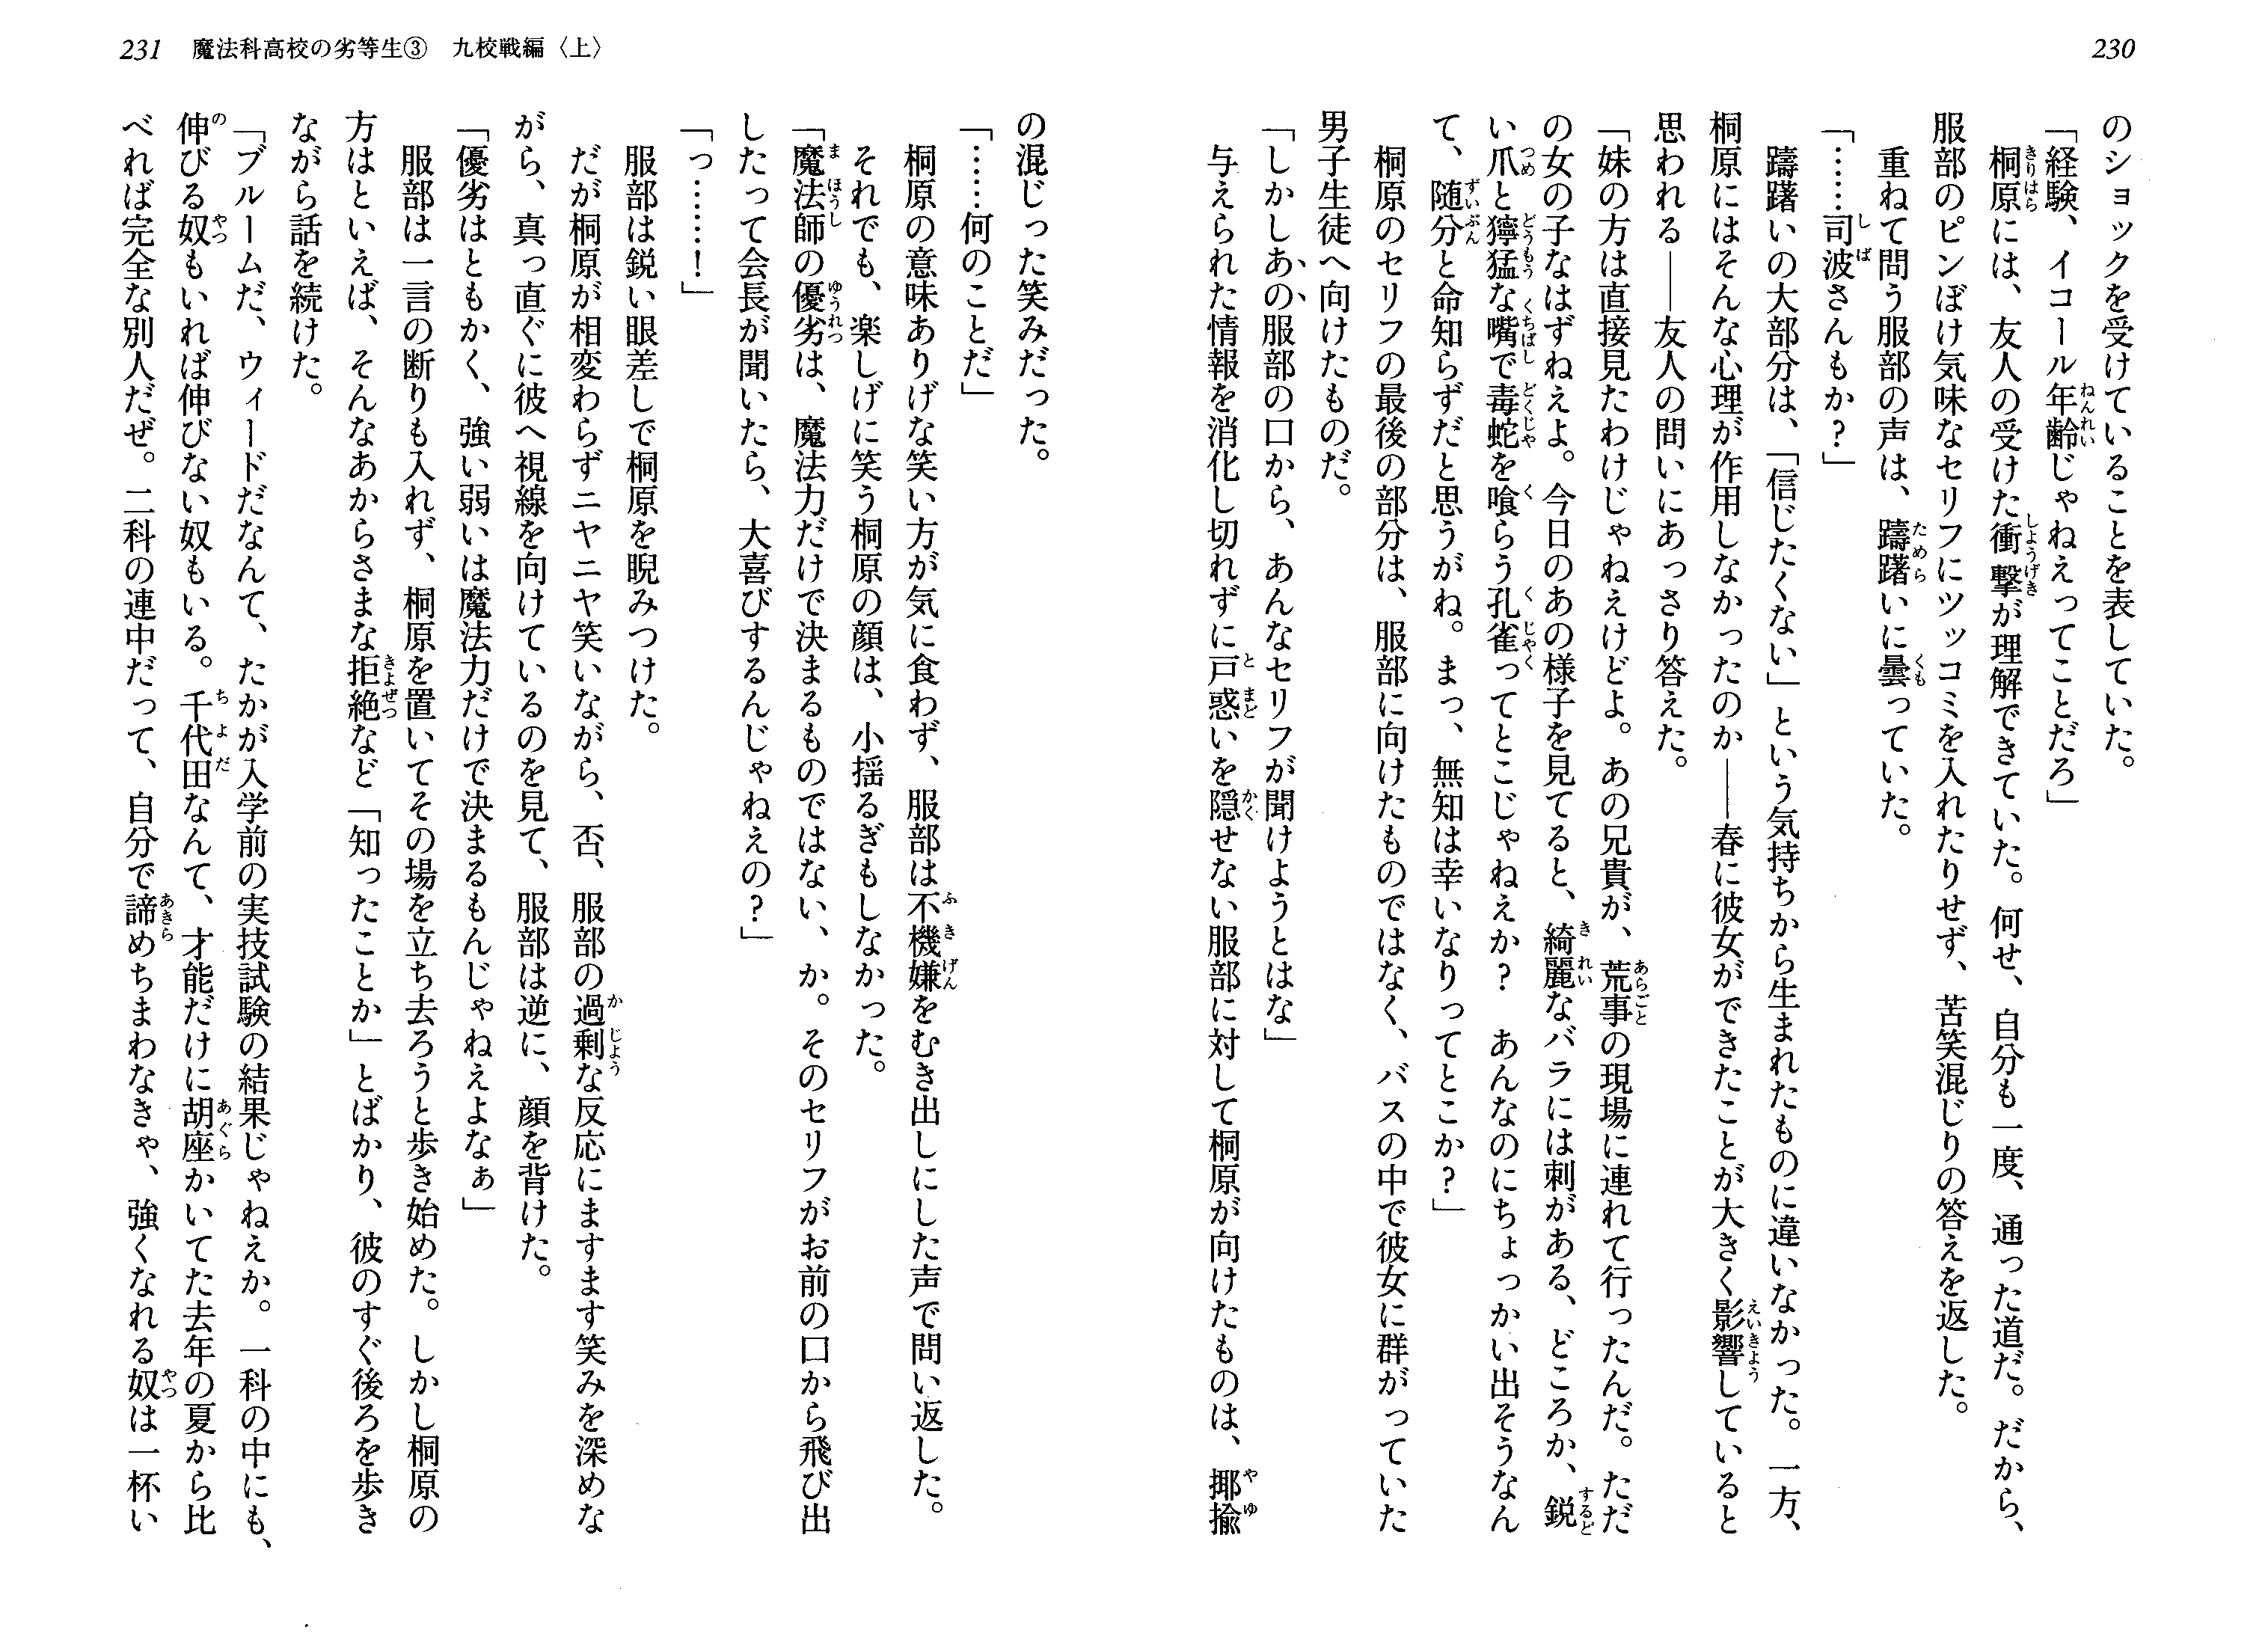 230
のショックを受けていることを表していた。
「経験、イコール年齢じゃねえってことだろ」
桐原には、友人の受けた衝撃が理解できていた。何せ、自分も一度、通った道だ。だから、
服部のピンぼけ気味なセリフにツッコミを入れたりせず、苦笑混じりの答えを返した。
重ねて問う服部の声は、躊躇いに曇っていた。
「……司波さんもか?」
躊躇いの大部分は、「信じたくない」という気持ちから生まれたものに違いなかった。一方、
桐原にはそんな心理が作用しなかったのか――春に彼女ができたことが大きく影響していると
思われる――友人の問いにあっさり答えた。
「妹の方は直接見たわけじゃねえけどよ。あの兄貴が、荒事の現場に連れて行ったんだ。ただ
の女の子なはずねえよ。今日のあの様子を見てると、綺麗なバラには刺がある、どころか、鋭
い爪と獰猛な嘴で毒蛇を喰らう孔雀ってとこじゃねえか? あんなのにちょっかい出そうなん
て、随分と命知らずだと思うがね。まっ、無知は幸いなりってとこか?」
桐原のセリフの最後の部分は、服部に向けたものではなく、バスの中で彼女に群がっていた
男子生徒へ向けたものだ。
「しかしあの服部の口から、あんなセリフが聞けようとはな」
与えられた情報を消化し切れずに戸惑いを隠せない服部に対して桐原が向けたものは、揶揄
231 魔法科高校の劣等生③ 九校戦編〈上〉
の混じった笑みだった。
「……何のことだ」
桐原の意味ありげな笑い方が気に食わず、服部は不機嫌をむき出しにした声で問い返した。
それでも、楽しげに笑う桐原の顔は、小揺るぎもしなかった。
「魔法師の優劣は、魔法力だけで決まるものではない、か。そのセリフがお前の口から飛び出
したって会長が聞いたら、大喜びするんじゃねえの?」
「っ……!」
服部は鋭い眼差しで桐原を睨みつけた。
だが桐原が相変わらずニヤニヤ笑いながら、否、服部の過剰な反応にますます笑みを深めな
がら、真っ直ぐに彼へ視線を向けているのを見て、服部は逆に、顔を背けた。
「優劣はともかく、強い弱いは魔法力だけで決まるもんじゃねえよなぁ」
服部は一言の断りも入れず、桐原を置いてその場を立ち去ろうと歩き始めた。しかし桐原の
方はといえば、そんなあからさまな拒絶など「知ったことか」とばかり、彼のすぐ後ろを歩き
ながら話を続けた。
「ブルームだ、ウィードだなんて、たかが入学前の実技試験の結果じゃねえか。一科の中にも、
伸びる奴もいれば伸びない奴もいる。千代田なんて、才能だけに胡座かいてた去年の夏から比
べれば完全な別人だぜ。二科の連中だって、自分で諦めちまわなきゃ、強くなれる奴は一杯い